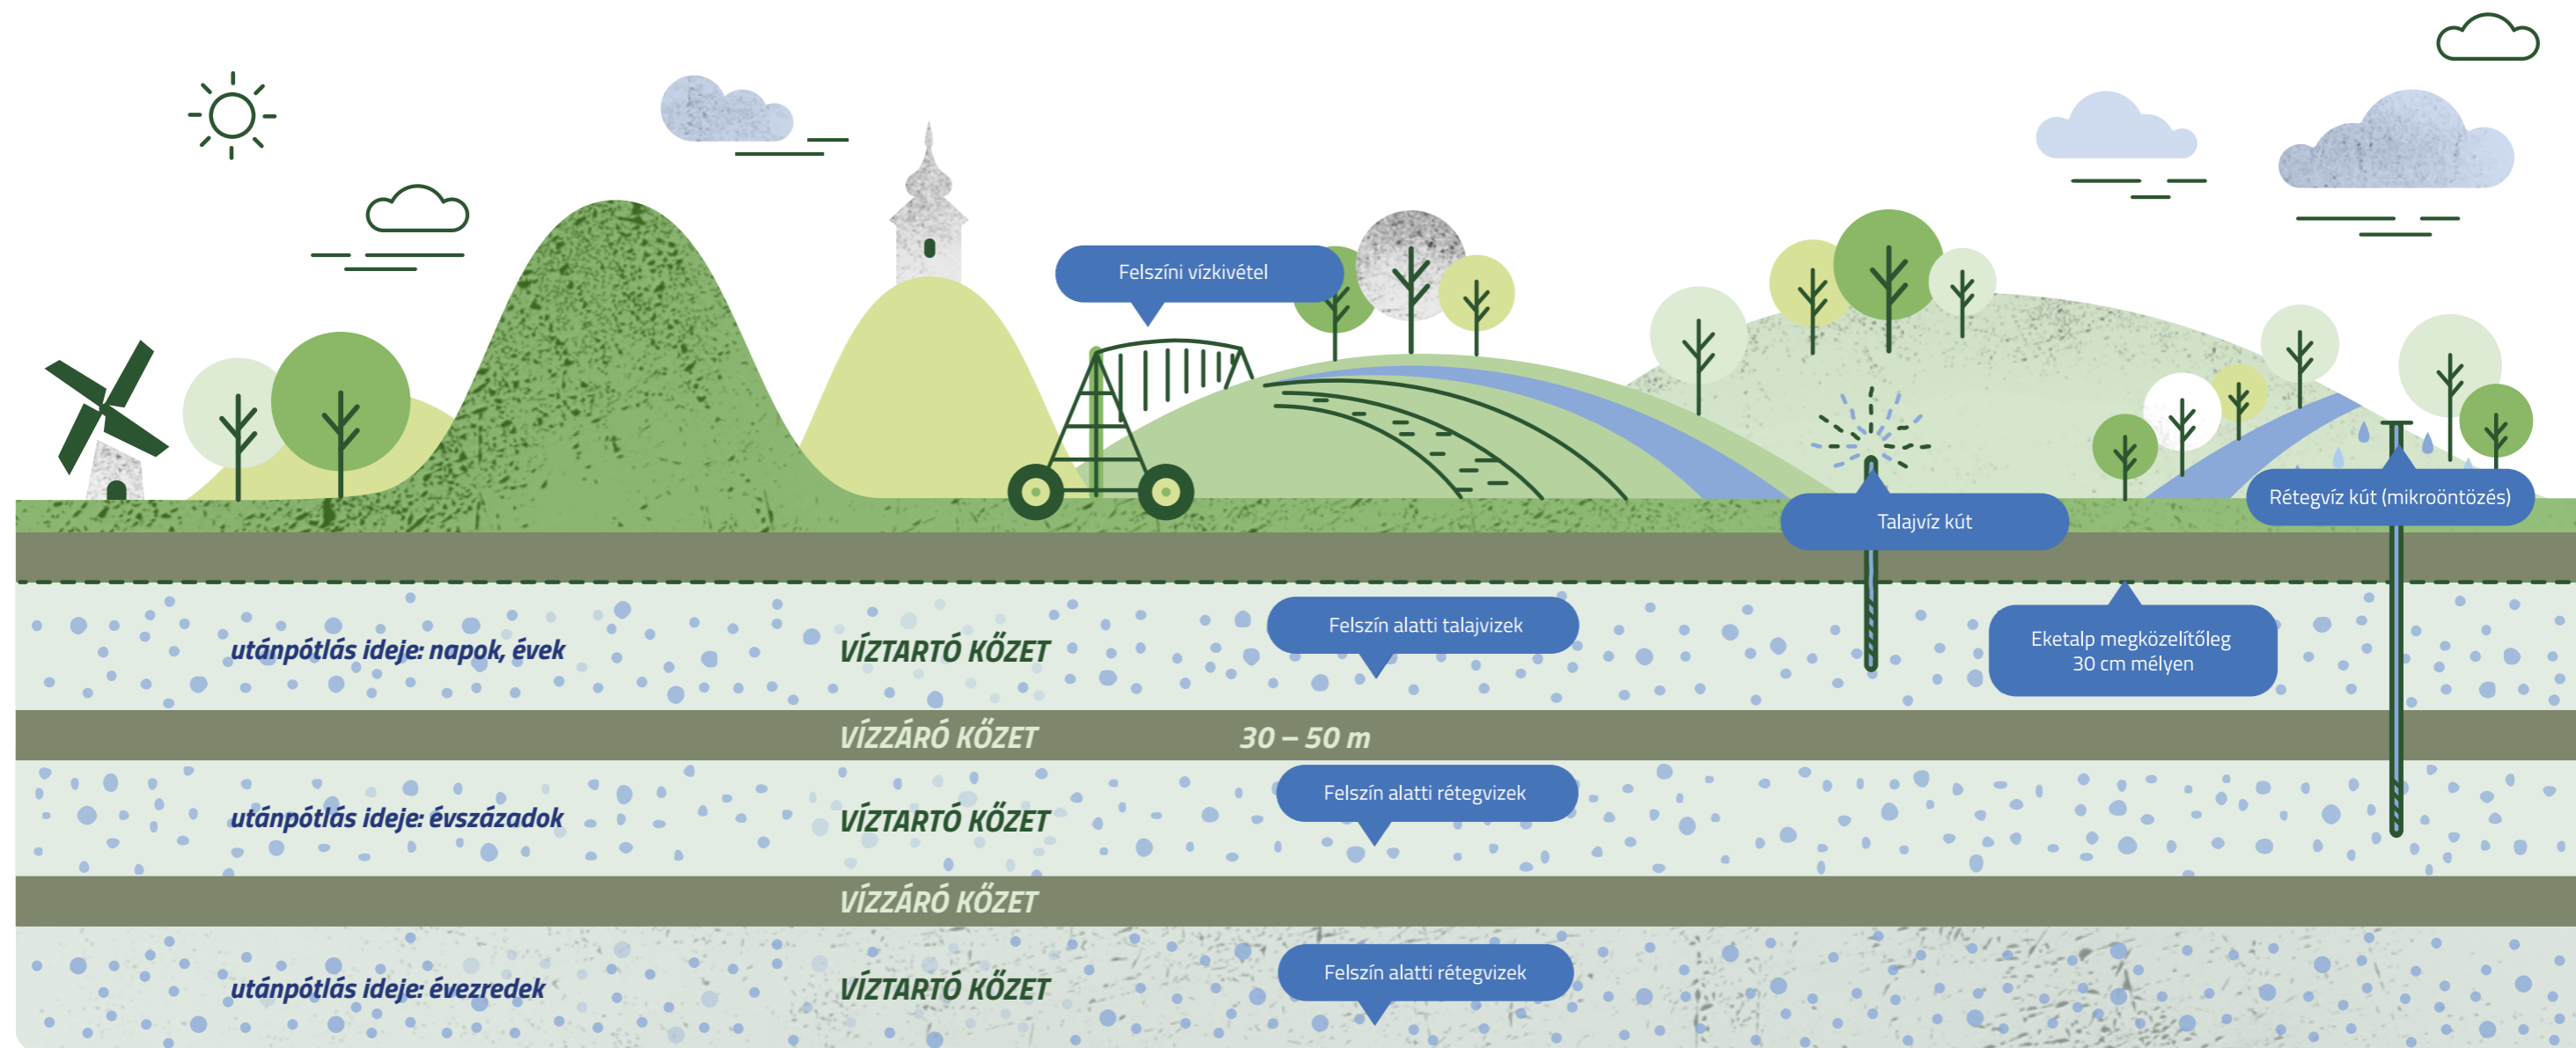 Felszíni vízkivétel
Rétegvíz kút (mikroöntözés)
Talajvíz kút
utánpótlás ideje: napok, évek
VÍZTARTÓ KŐZET
Felszín alatti talajvizek
Eketalp megközelítőleg
30 cm mélyen
VÍZZÁRÓ KŐZET
30 – 50 m
utánpótlás ideje: évszázadok
VÍZTARTÓ KŐZET
Felszín alatti rétegvizek
VÍZZÁRÓ KŐZET
utánpótlás ideje: évezredek
VÍZTARTÓ KŐZET
Felszín alatti rétegvizek